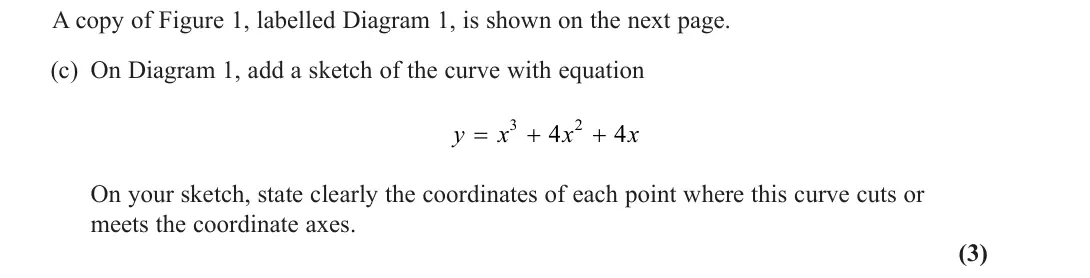 A copy of Figure 1, labelled Diagram 1, is shown on the next page.
(c) On Diagram 1, add a sketch of the curve with equation
y = x³ + 4x² + 4x
On your sketch, state clearly the coordinates of each point where this curve cuts or
meets the coordinate axes.
(3)